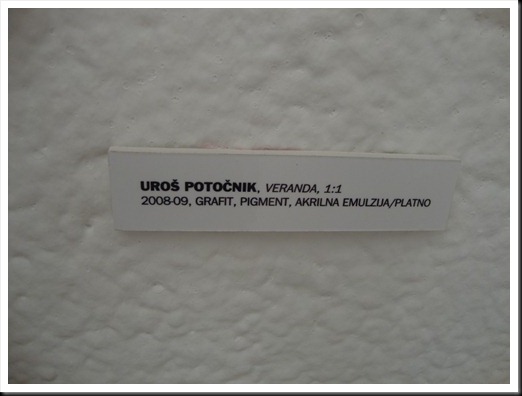 UROŠ POTOČNIK, VERANDA, 1:1
2008-09, GRAFIT, PIGMENT, AKRILNA EMULZIJA/PLATNO